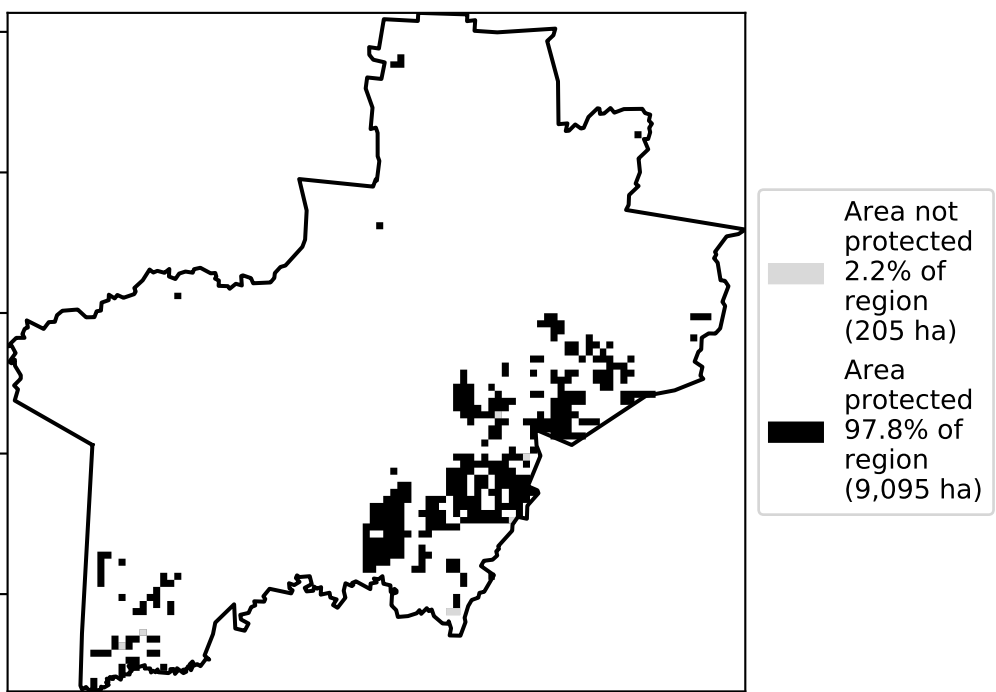 Area not
protected
2.2% of
region
(205 ha)
Area
protected
97.8% of
region
(9,095 ha)